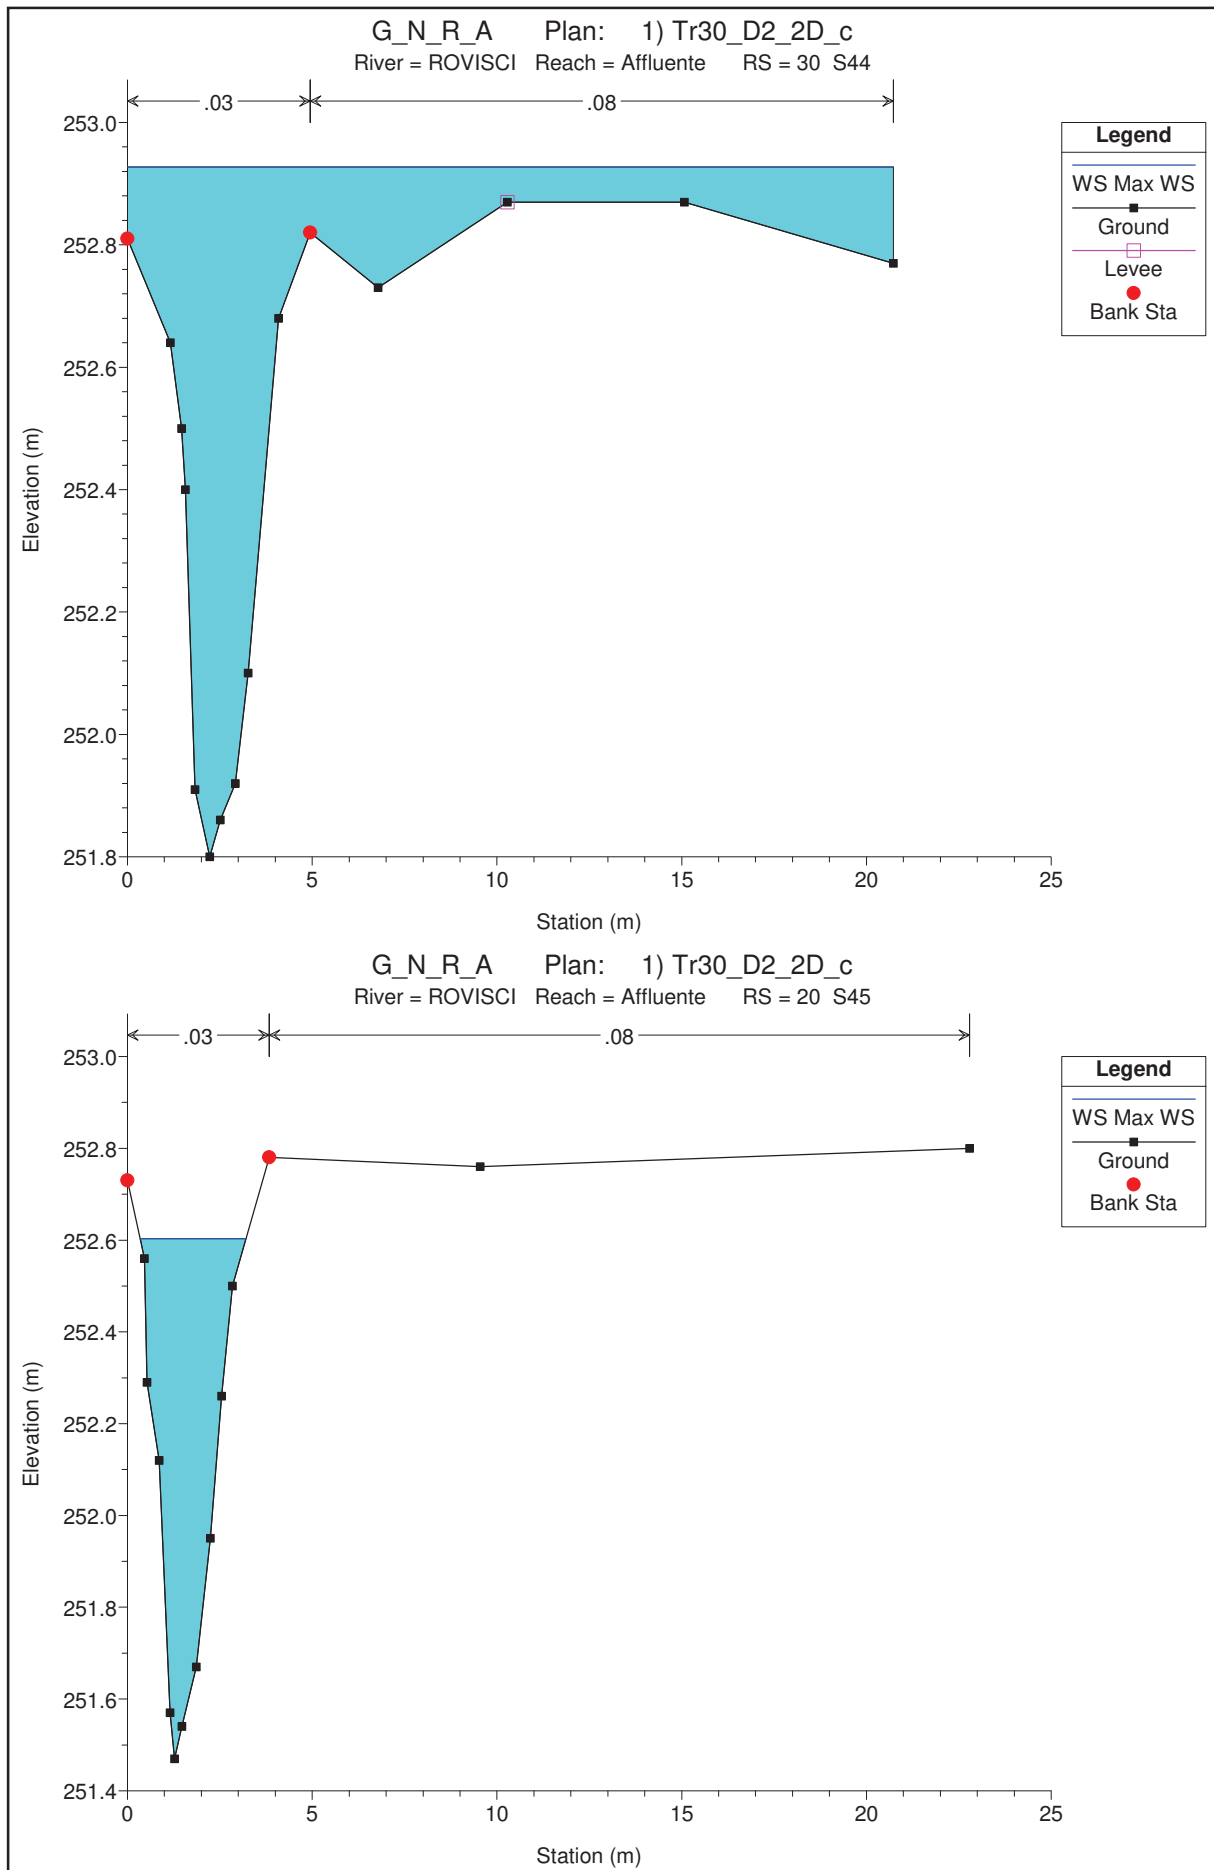 G_N_R_A Plan: 1) Tr30_D2_2D_c
River = ROVISCI Reach = Affluente RS = 30 S44
.03
.08
253.0
252.8
252.6
252.4
252.2
252.0
251.8
Elevation (m)
0 5 10 15 20 25
Station (m)
Legend
WS Max WS
Ground
Levee
Bank Sta
G_N_R_A Plan: 1) Tr30_D2_2D_c
River = ROVISCI Reach = Affluente RS = 20 S45
.03
.08
253.0
252.8
252.6
252.4
252.2
252.0
251.8
251.6
251.4
Elevation (m)
0 5 10 15 20 25
Station (m)
Legend
WS Max WS
Ground
Bank Sta